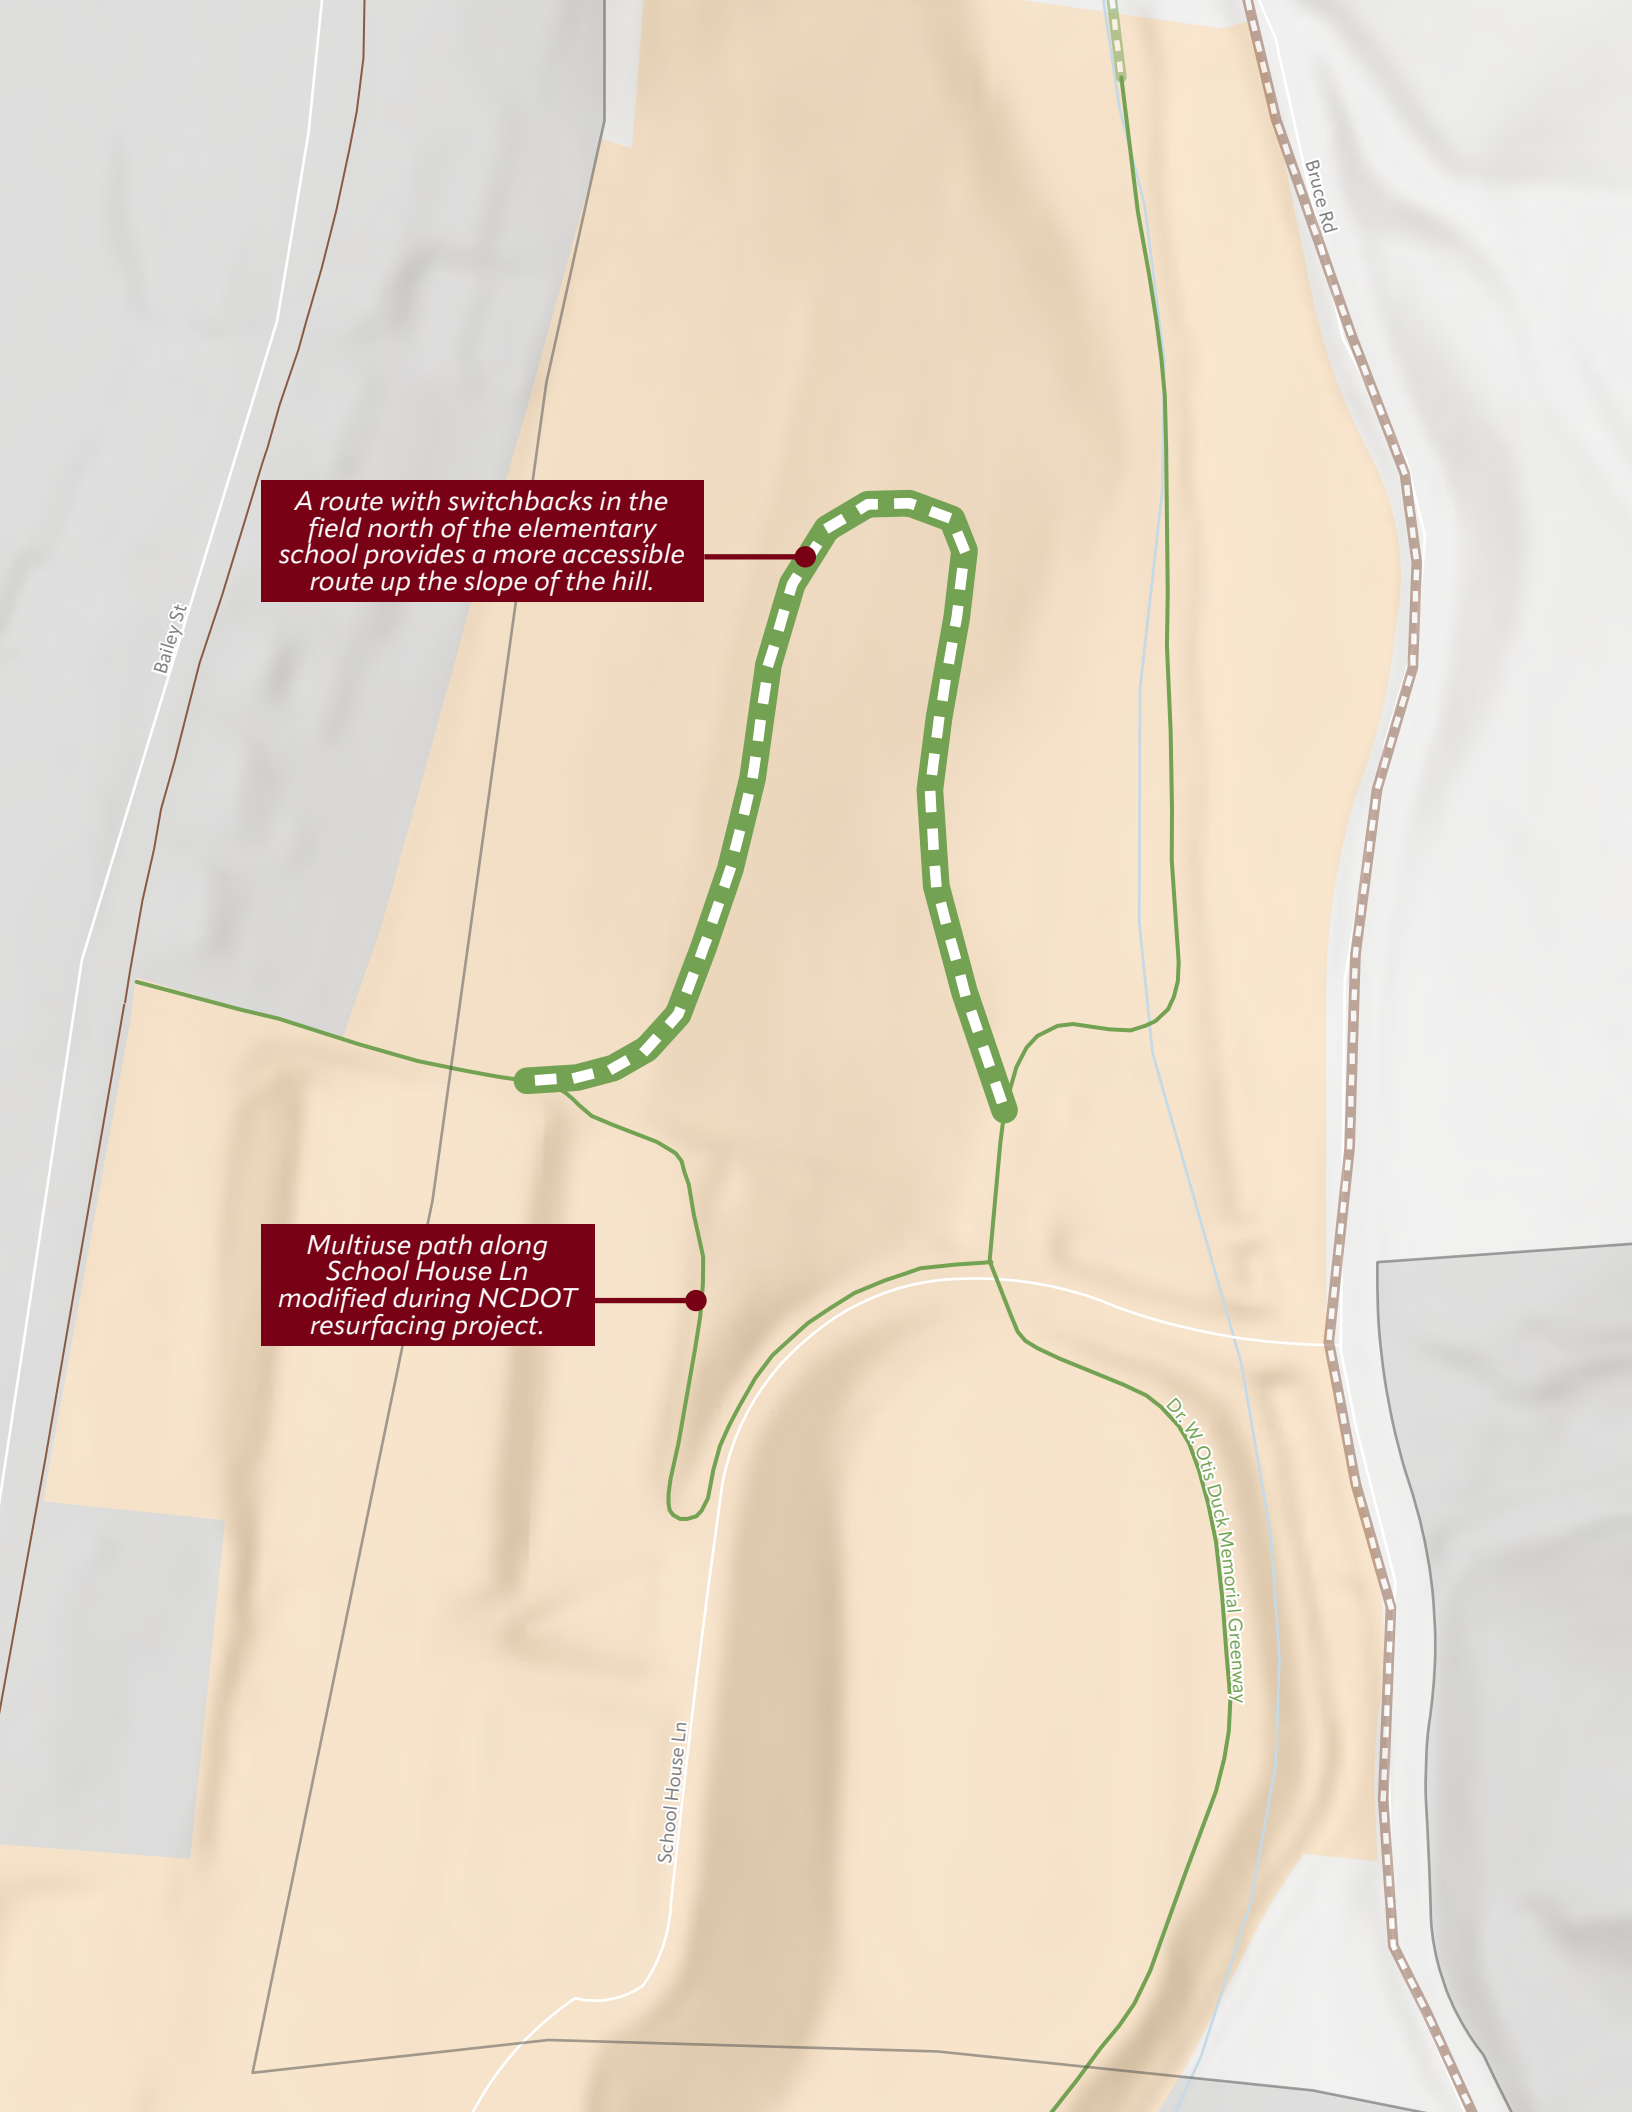 Bruce Rd
A route with switchbacks in the
field north of the elementary
school provides a more accessible
route up the slope of the hill.
Bailey St
Multiuse path along
School House Ln
modified during NCDOT
resurfacing project.
Dr. W. Otis Duck Memorial Greenway
School House Ln